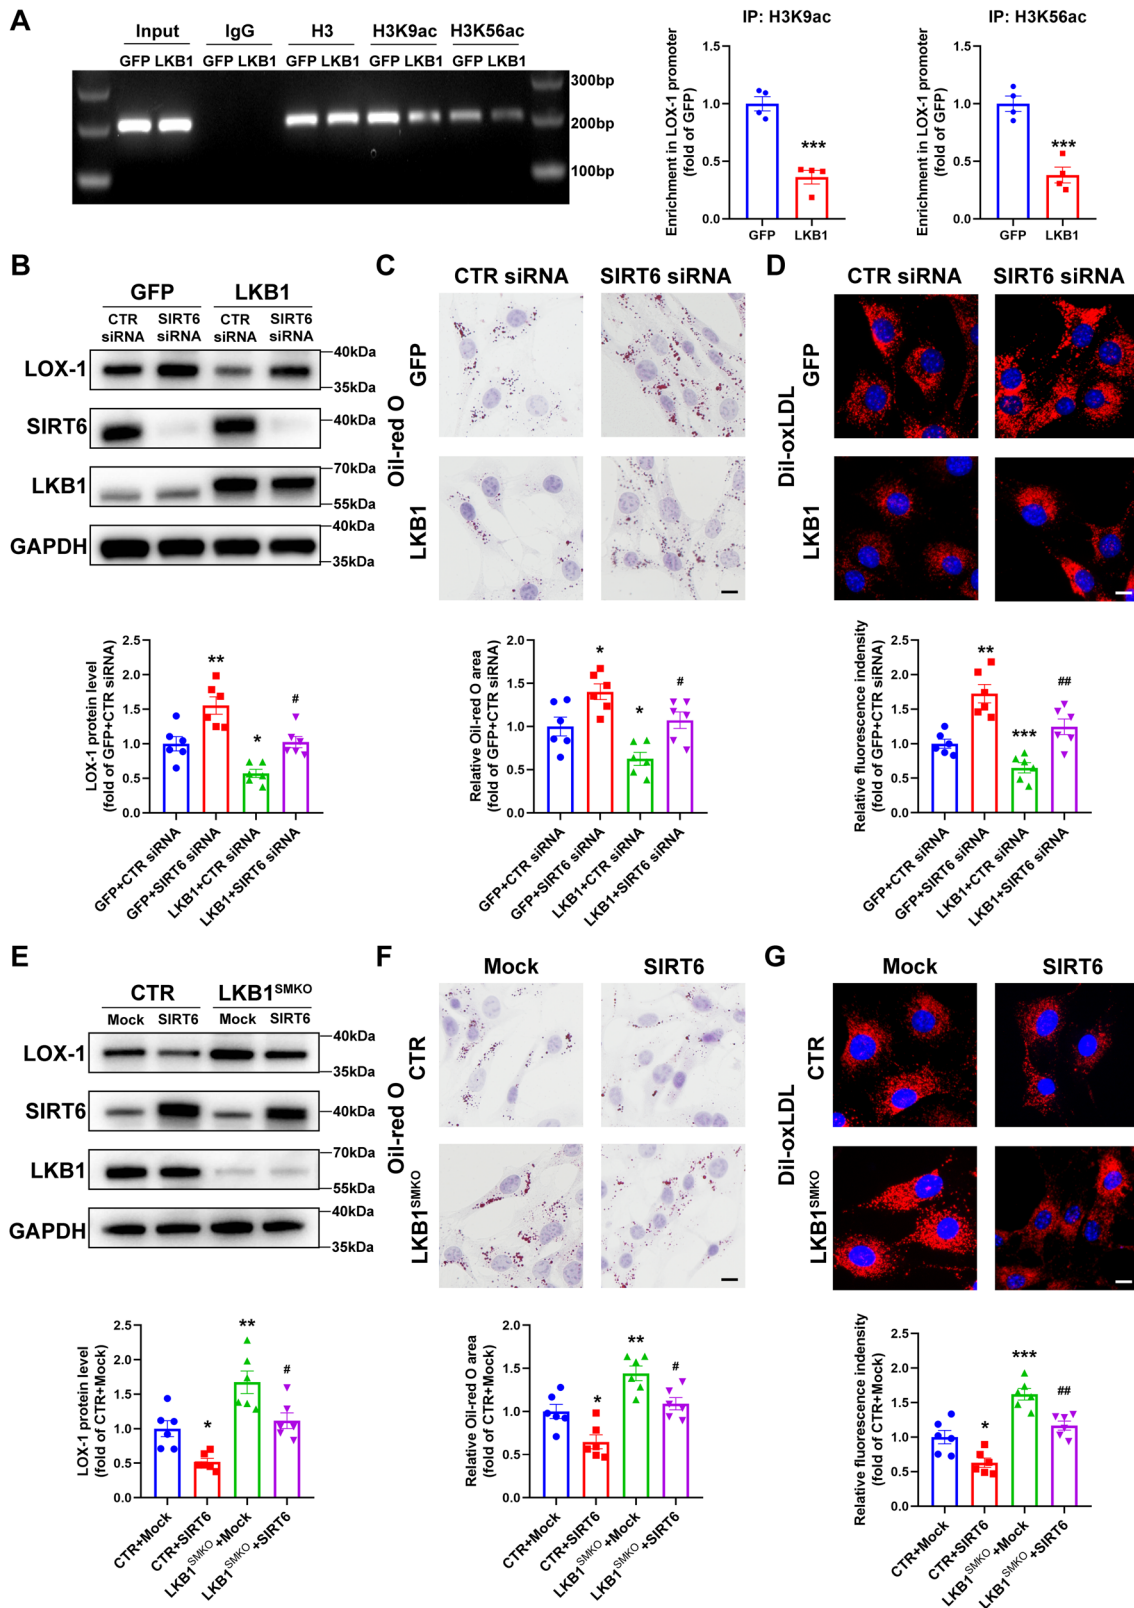 A
Input IgG H3 H3K9ac H3K56ac
GFP LKB1 GFP LKB1 GFP LKB1 GFP LKB1 GFP LKB1
300bp
200bp
100bp
IP: H3K9ac
Enrichment in LOX-1 promoter
(fold of GFP)
1.5
1.0
0.5
0.0
***
GFP LKB1
IP: H3K56ac
Enrichment in LOX-1 promoter
(fold of GFP)
1.5
1.0
0.5
0.0
***
GFP LKB1
B
GFP LKB1
CTR siRNA SIRT6 siRNA CTR siRNA SIRT6 siRNA
LOX-1
40kDa
35kDa
SIRT6
40kDa
LKB1
70kDa
55kDa
GAPDH
40kDa
35kDa
LOX-1 protein level
(fold of GFP+CTR siRNA)
2.5
2.0
1.5
1.0
0.5
0.0
**
*
#
GFP+CTR siRNA
GFP+SIRT6 siRNA
LKB1+CTR siRNA
LKB1+SIRT6 siRNA
C
CTR siRNA SIRT6 siRNA
Oil-red O
GFP
LKB1
Relative Oil-red O area
(fold of GFP+CTR siRNA)
2.0
1.5
1.0
0.5
0.0
*
*
#
GFP+CTR siRNA
GFP+SIRT6 siRNA
LKB1+CTR siRNA
LKB1+SIRT6 siRNA
D
CTR siRNA SIRT6 siRNA
Dil-oxLDL
GFP
LKB1
Relative fluorescence indensity
(fold of GFP+CTR siRNA)
2.5
2.0
1.5
1.0
0.5
0.0
**
***
##
GFP+CTR siRNA
GFP+SIRT6 siRNA
LKB1+CTR siRNA
LKB1+SIRT6 siRNA
E
CTR LKB1SMKO
Mock SIRT6 Mock SIRT6
LOX-1
40kDa
35kDa
SIRT6
40kDa
LKB1
70kDa
55kDa
GAPDH
40kDa
35kDa
LOX-1 protein level
(fold of CTR+Mock)
2.5
2.0
1.5
1.0
0.5
0.0
*
**
#
CTR+Mock
CTR+SIRT6
LKB1SMKO+Mock
LKB1SMKO+SIRT6
F
Mock SIRT6
Oil-red O
CTR
LKB1SMKO
Relative Oil-red O area
(fold of CTR+Mock)
2.0
1.5
1.0
0.5
0.0
*
**
#
CTR+Mock
CTR+SIRT6
LKB1SMKO+Mock
LKB1SMKO+SIRT6
G
Mock SIRT6
Dil-oxLDL
CTR
LKB1SMKO
Relative fluorescence indensity
(fold of CTR+Mock)
2.5
2.0
1.5
1.0
0.5
0.0
*
***
##
CTR+Mock
CTR+SIRT6
LKB1SMKO+Mock
LKB1SMKO+SIRT6